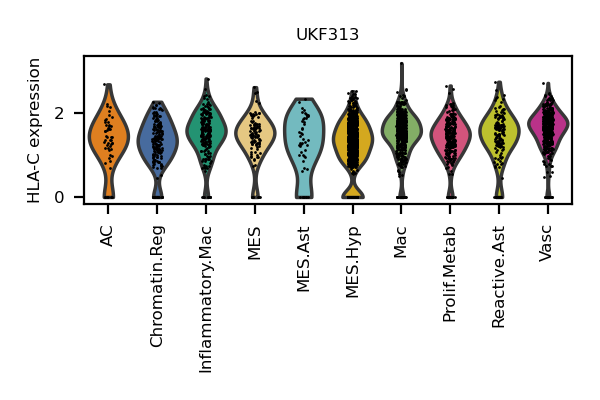 UKF313
HLA-C expression
2
0
AC
Chromatin.Reg
Inflammatory.Mac
MES
MES.Ast
MES.Hyp
Mac
Prolif.Metab
Reactive.Ast
Vasc